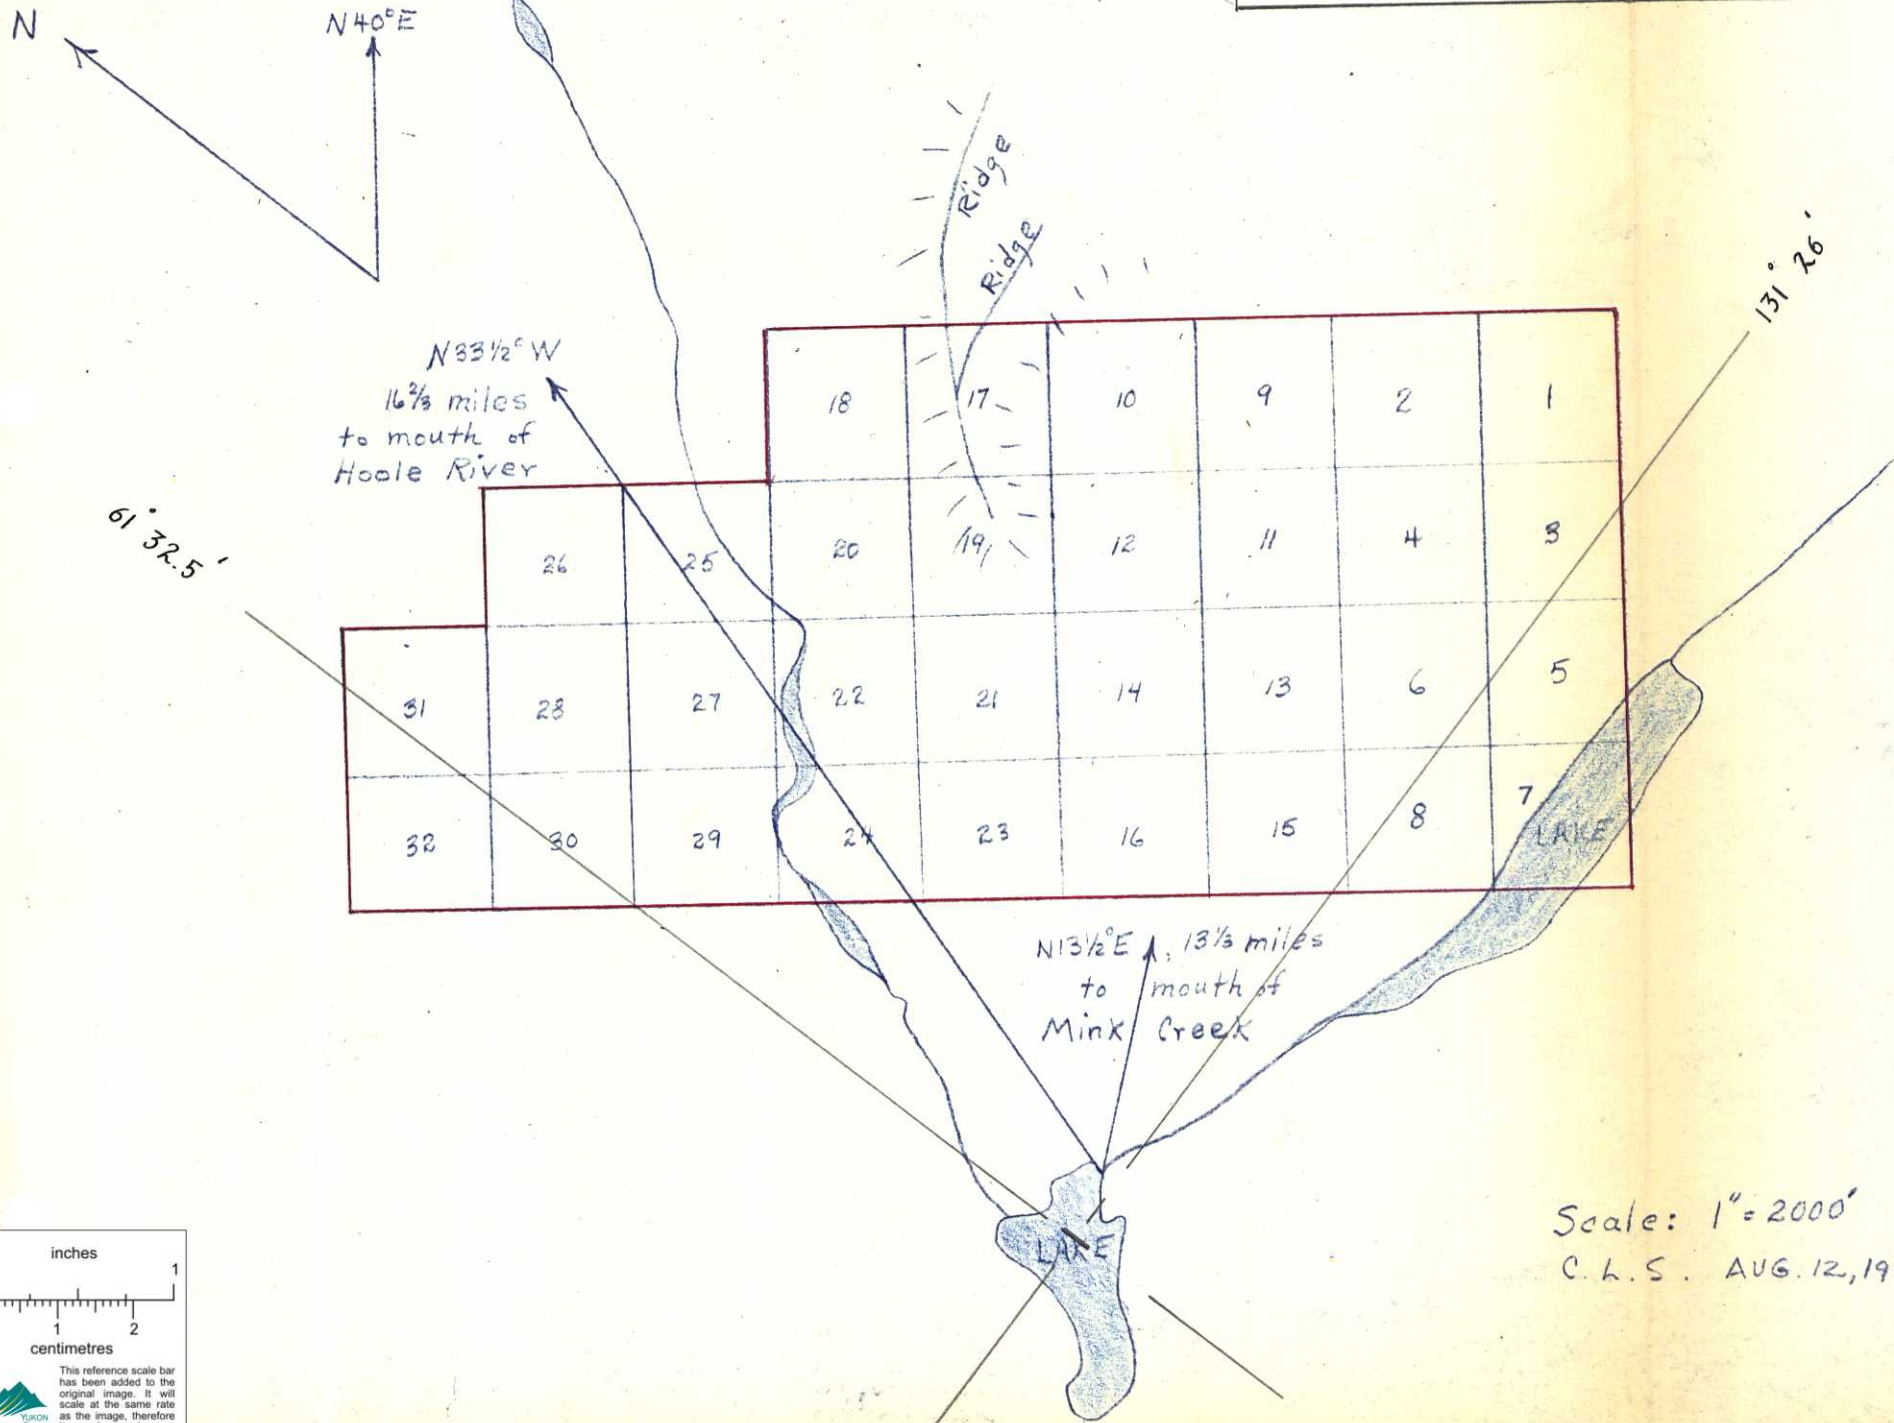 N
N40°E
Ridge
Ridge
131° 26'
N33½° W
16⅔ miles
to mouth of
Hoole River
61° 32.5'
18 17 10 9 2 1
26 25 20 19 12 11 4 3
31 28 27 22 21 14 13 6 5
32 30 29 24 23 16 15 8 7
LAKE
N13½°E, 13⅓ miles
to mouth of
Mink Creek
LAKE
Scale: 1" = 2000'
C. L. S. AUG. 12, 19
inches
1
1 2
centimetres
This reference scale bar
has been added to the
original image. It will
scale at the same rate
as the image, therefore
YUKON